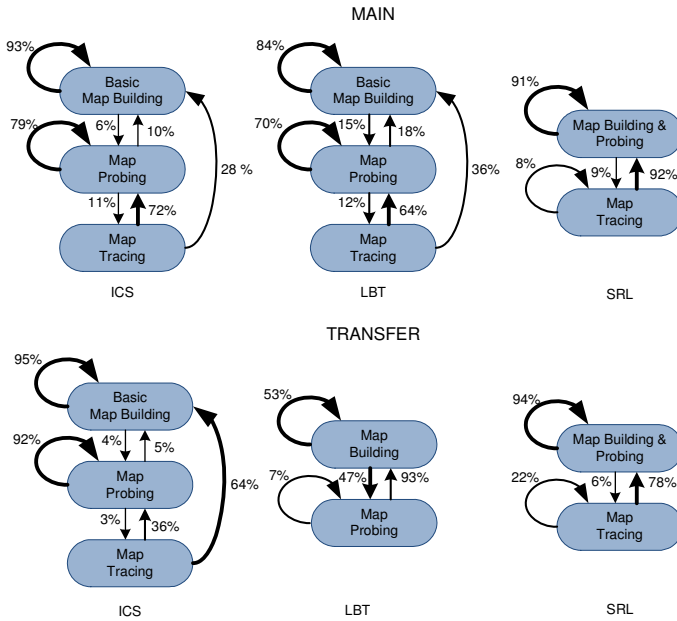 MAIN
93%
Basic
Map Building
6%
10%
79%
Map
Probing
11%
72%
28 %
Map
Tracing
ICS
84%
Basic
Map Building
15%
18%
70%
Map
Probing
12%
64%
36%
Map
Tracing
LBT
91%
Map Building &
Probing
8%
9%
92%
Map
Tracing
SRL
TRANSFER
95%
Basic
Map Building
4%
5%
92%
Map
Probing
3%
36%
64%
Map
Tracing
ICS
53%
Map
Building
7%
47%
93%
Map
Probing
LBT
94%
Map Building &
Probing
22%
6%
78%
Map
Tracing
SRL